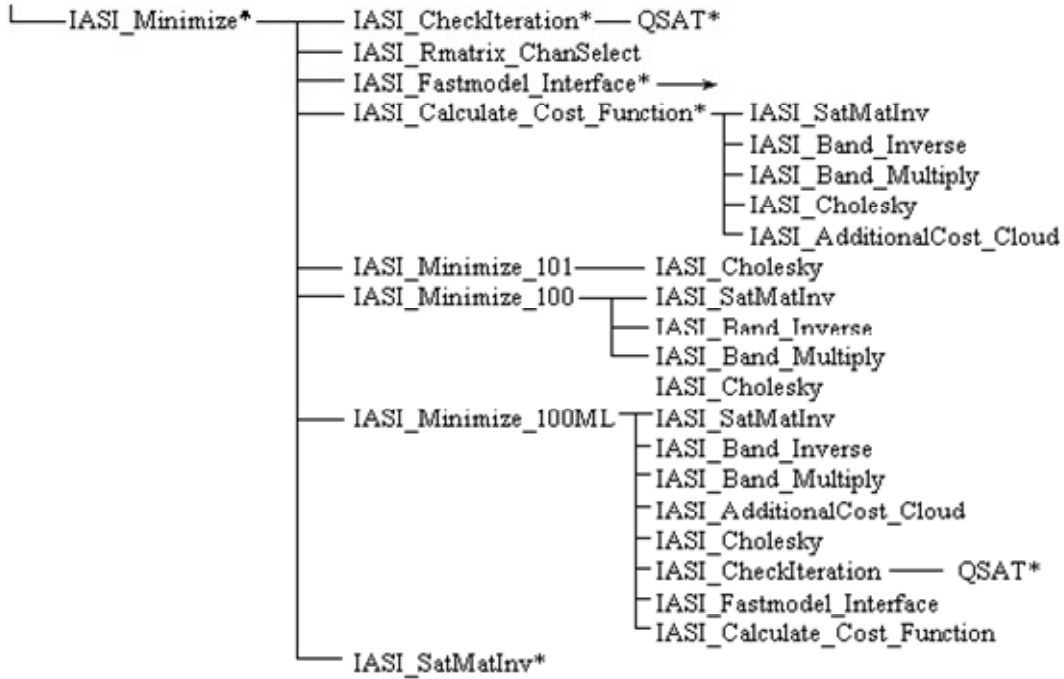 IASI_Minimize* IASI_CheckIteration* QSAT*
IASI_Rmatrix_ChanSelect
IASI_Fastmodel_Interface*
IASI_Calculate_Cost_Function* IASI_SatMatInv
IASI_Band_Inverse
IASI_Band_Multiply
IASI_Cholesky
IASI_AdditionalCost_Cloud
IASI_Minimize_101 IASI_Cholesky
IASI_Minimize_100 IASI_SatMatInv
IASI_Band_Inverse
IASI_Band_Multiply
IASI_Cholesky
IASI_Minimize_100ML IASI_SatMatInv
IASI_Band_Inverse
IASI_Band_Multiply
IASI_AdditionalCost_Cloud
IASI_Cholesky
IASI_CheckIteration QSAT*
IASI_Fastmodel_Interface
IASI_Calculate_Cost_Function
IASI_SatMatInv*